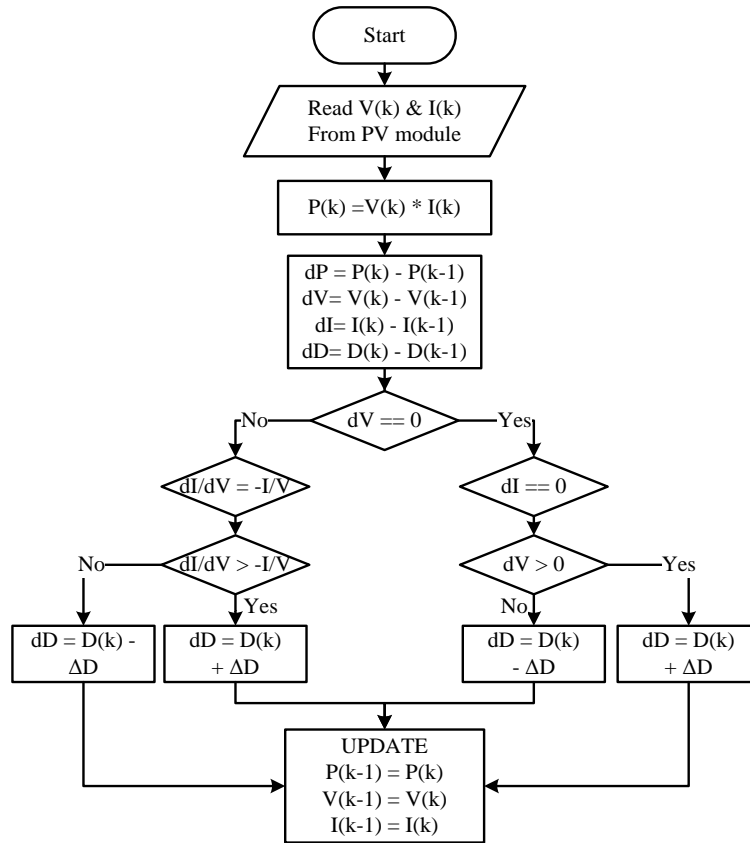 Start
Read V(k) & I(k)
From PV module
P(k) =V(k) * I(k)
dP = P(k) - P(k-1)
dV= V(k) - V(k-1)
dI= I(k) - I(k-1)
dD= D(k) - D(k-1)
No
dV == 0
Yes
dI/dV = -I/V
dI == 0
No
dI/dV > -I/V
dV > 0
Yes
Yes
No
dD = D(k) -
ΔD
dD = D(k)
+ ΔD
dD = D(k)
- ΔD
dD = D(k)
+ ΔD
UPDATE
P(k-1) = P(k)
V(k-1) = V(k)
I(k-1) = I(k)